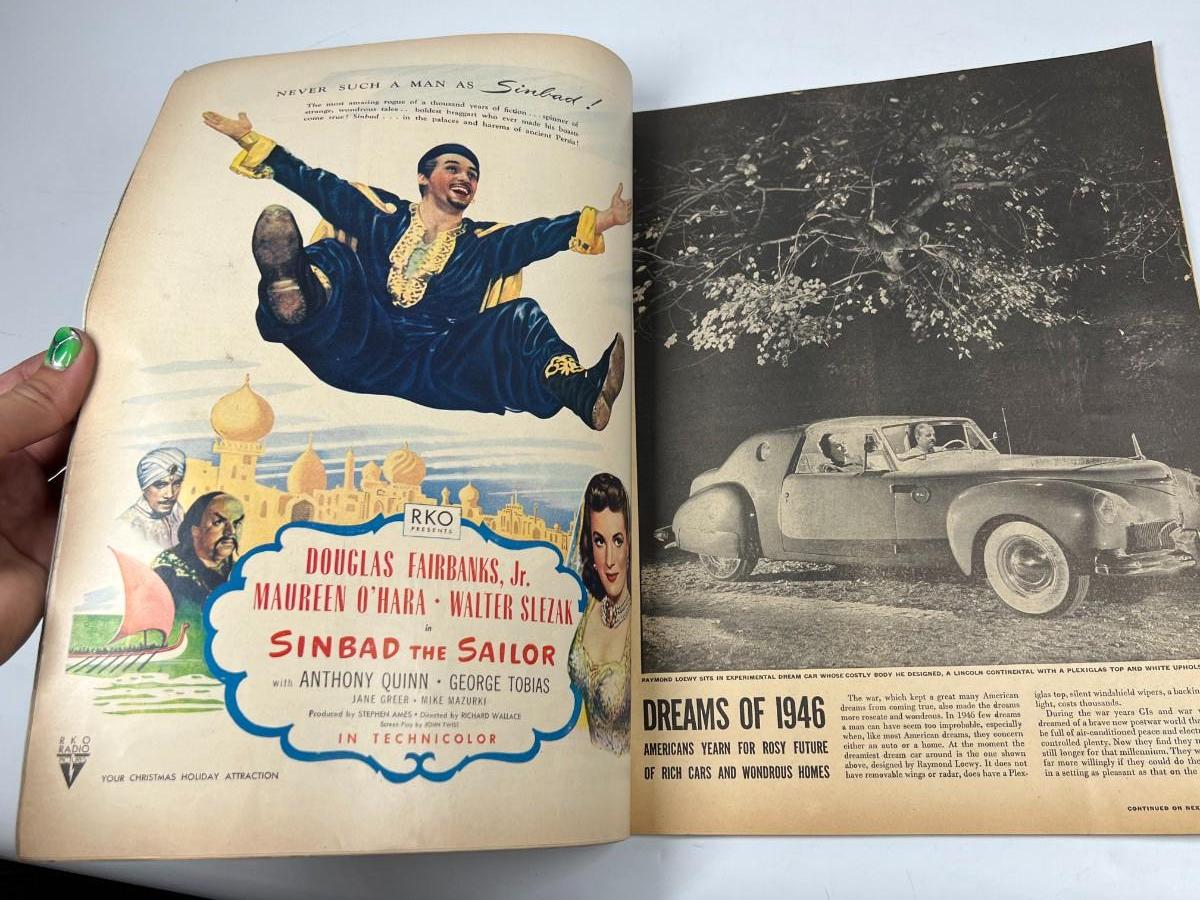 NEVER SUCH A MAN AS Sinbad!
The most amazing rogue of a thousand years of fiction... spinner of
strange, wondrous tales... boldest braggart who ever made his boasts
come true! Sinbad... in the palaces and harems of ancient Persia!
RKO
PRESENTS
DOUGLAS FAIRBANKS, Jr.
MAUREEN O'HARA • WALTER SLEZAK
in
SINBAD THE SAILOR
with ANTHONY QUINN • GEORGE TOBIAS
JANE GREER • MIKE MAZURKI
Produced by STEPHEN AMES • Directed by RICHARD WALLACE
Screen Play by JOHN TWIST
IN TECHNICOLOR
RKO
RADIO
PICTURES
YOUR CHRISTMAS HOLIDAY ATTRACTION
RAYMOND LOEWY SITS IN EXPERIMENTAL DREAM CAR WHOSE COSTLY BODY HE DESIGNED, A LINCOLN CONTINENTAL WITH A PLEXIGLAS TOP AND WHITE UPHOLS
DREAMS OF 1946
AMERICANS YEARN FOR ROSY FUTURE
OF RICH CARS AND WONDROUS HOMES
The war, which kept a great many American
dreams from coming true, also made the dreams
more roseate and wondrous. In 1946 few dreams
a man can have seem too improbable, especially
when, like most American dreams, they concern
either an auto or a home. At the moment the
dreamiest dream car around is the one shown
above, designed by Raymond Loewy. It does not
have removable wings or radar, does have a Plex-
iglas top, silent windshield wipers, a backin
light, costs thousands.
During the war years GIs and war w
dreamed of a brave new postwar world tha
be full of air-conditioned peace and electro
controlled plenty. Now they find they m
still longer for that millennium. They w
far more willingly if they could do the
in a setting as pleasant as that on the
CONTINUED ON NEX